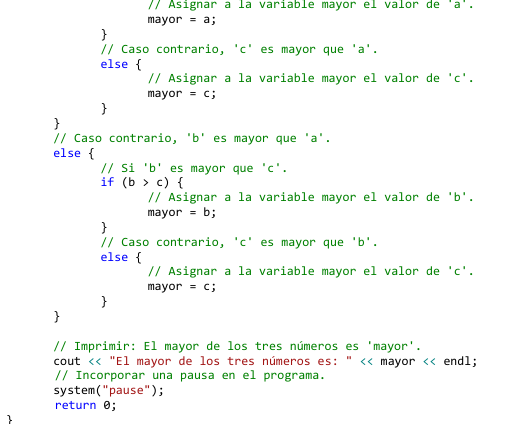 // Asignar a la variable mayor el valor de 'a'.
mayor = a;
}
// Caso contrario, 'c' es mayor que 'a'.
else {
// Asignar a la variable mayor el valor de 'c'.
mayor = c;
}
}
// Caso contrario, 'b' es mayor que 'a'.
else {
// Si 'b' es mayor que 'c'.
if (b > c) {
// Asignar a la variable mayor el valor de 'b'.
mayor = b;
}
// Caso contrario, 'c' es mayor que 'b'.
else {
// Asignar a la variable mayor el valor de 'c'.
mayor = c;
}
}
// Imprimir: El mayor de los tres números es 'mayor'.
cout << "El mayor de los tres números es: " << mayor << endl;
// Incorporar una pausa en el programa.
system("pause");
return 0;
}